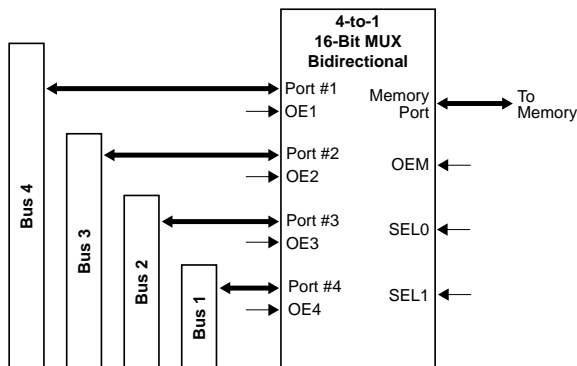 4-to-1
16-Bit MUX
Bidirectional
Port #1
OE1
Memory
Port
To
Memory
Port #2
OE2
OEM
Port #3
OE3
SEL0
Port #4
OE4
SEL1
Bus 4
Bus 3
Bus 2
Bus 1